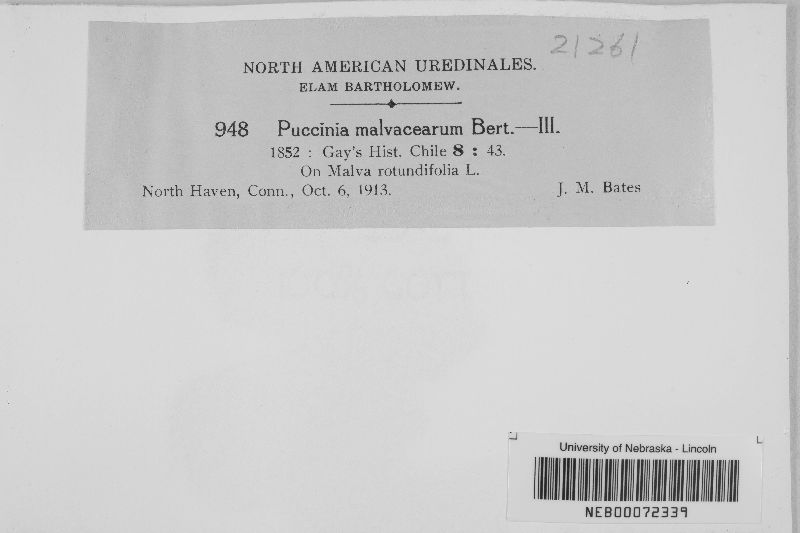 21261
NORTH AMERICAN UREDINALES.
ELAM BARTHOLOMEW.
948 Puccinia malvacearum Bert.—III.
1852 : Gay's Hist. Chile 8 : 43.
On Malva rotundifolia L.
North Haven, Conn., Oct. 6, 1913. J. M. Bates
University of Nebraska - Lincoln
NEB00072339